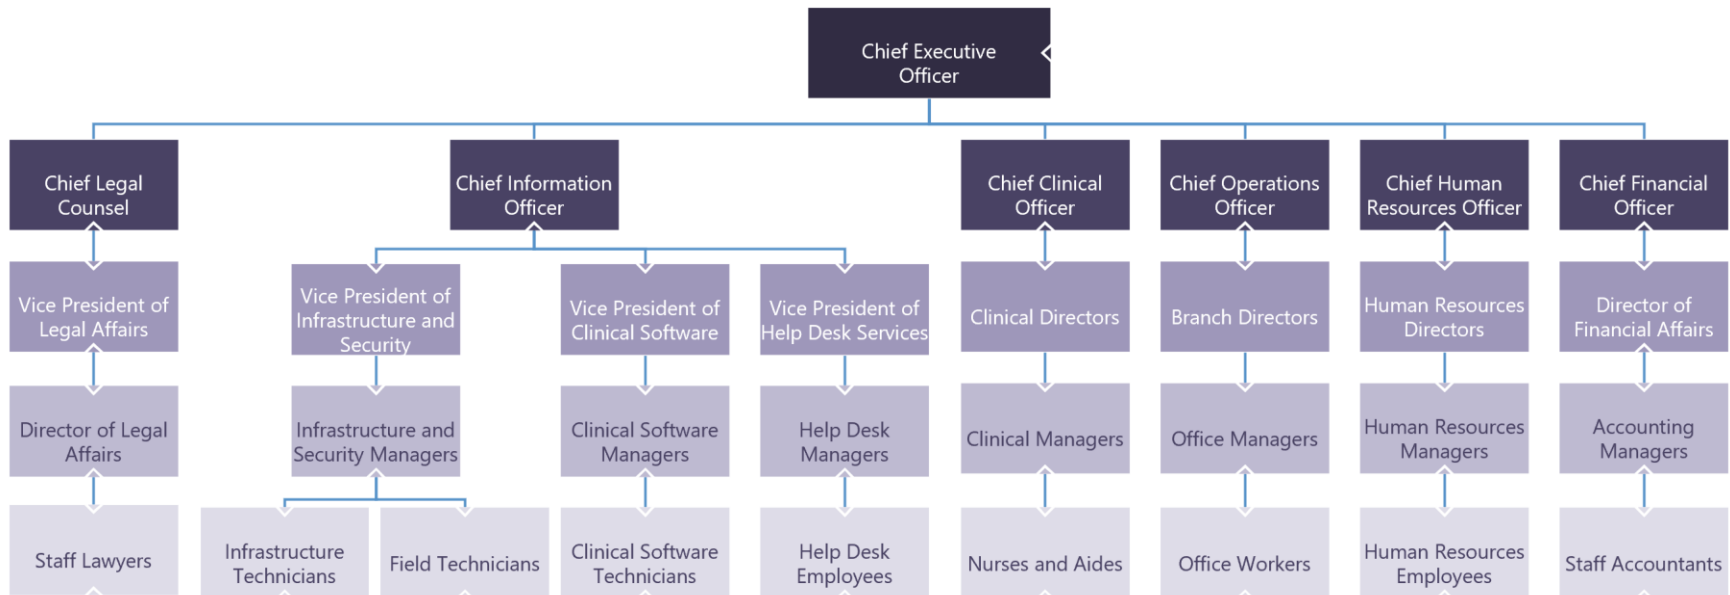 Chief Executive
Officer
Chief Legal
Counsel
Chief Information
Officer
Chief Clinical
Officer
Chief Operations
Officer
Chief Human
Resources Officer
Chief Financial
Officer
Vice President of
Legal Affairs
Vice President of
Infrastructure and
Security
Vice President of
Clinical Software
Vice President of
Help Desk Services
Clinical Directors
Branch Directors
Human Resources
Directors
Director of
Financial Affairs
Director of Legal
Affairs
Infrastructure and
Security Managers
Clinical Software
Managers
Help Desk
Managers
Clinical Managers
Office Managers
Human Resources
Managers
Accounting
Managers
Staff Lawyers
Infrastructure
Technicians
Field Technicians
Clinical Software
Technicians
Help Desk
Employees
Nurses and Aides
Office Workers
Human Resources
Employees
Staff Accountants